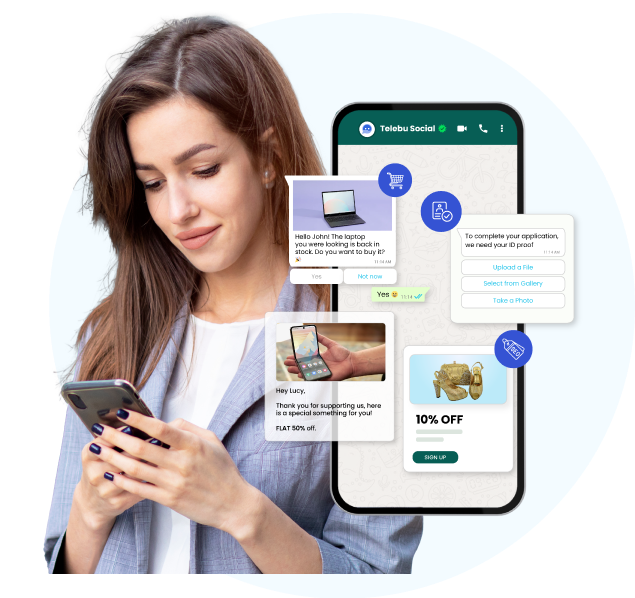 Telebu Social
Hello John! The laptop
you were looking is back in
stock. Do you want to buy it?
11:14 AM
Yes
Not now
Yes 😍 11:14
To complete your application,
we need your ID proof
11:14 AM
Upload a File
Select from Gallery
Take a Photo
Hey Lucy,
Thank you for supporting us, here
is a special something for you!
FLAT 50% off.
10% OFF
SIGN UP